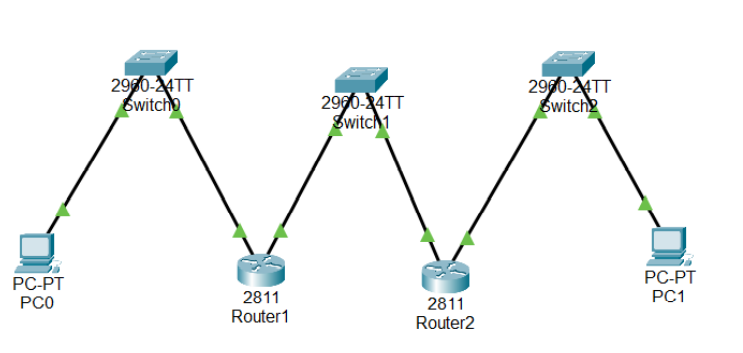 2960-24TT
Switch0
2960-24TT
Switch1
2960-24TT
Switch2
PC-PT
PC0
2811
Router1
2811
Router2
PC-PT
PC1